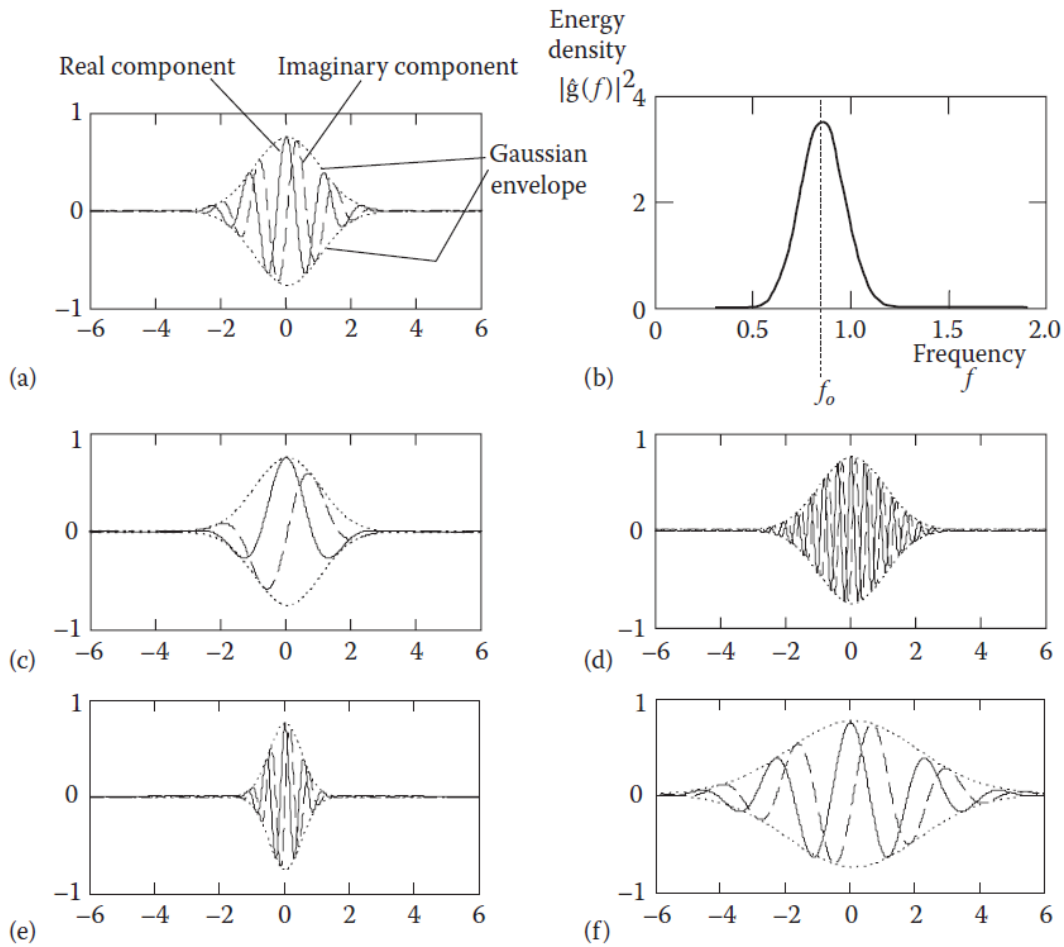 Real component
Imaginary component
Gaussian
envelope
1
0
−1
−6 −4 −2 0 2 4 6
(a)
Energy
density
|ĝ(f)|²
4
2
0
0 0.5 1.0 1.5 2.0
Frequency
f
f₀
(b)
1
0
−1
−6 −4 −2 0 2 4 6
(c)
1
0
−1
−6 −4 −2 0 2 4 6
(d)
1
0
−1
−6 −4 −2 0 2 4 6
(e)
1
0
−1
−6 −4 −2 0 2 4 6
(f)